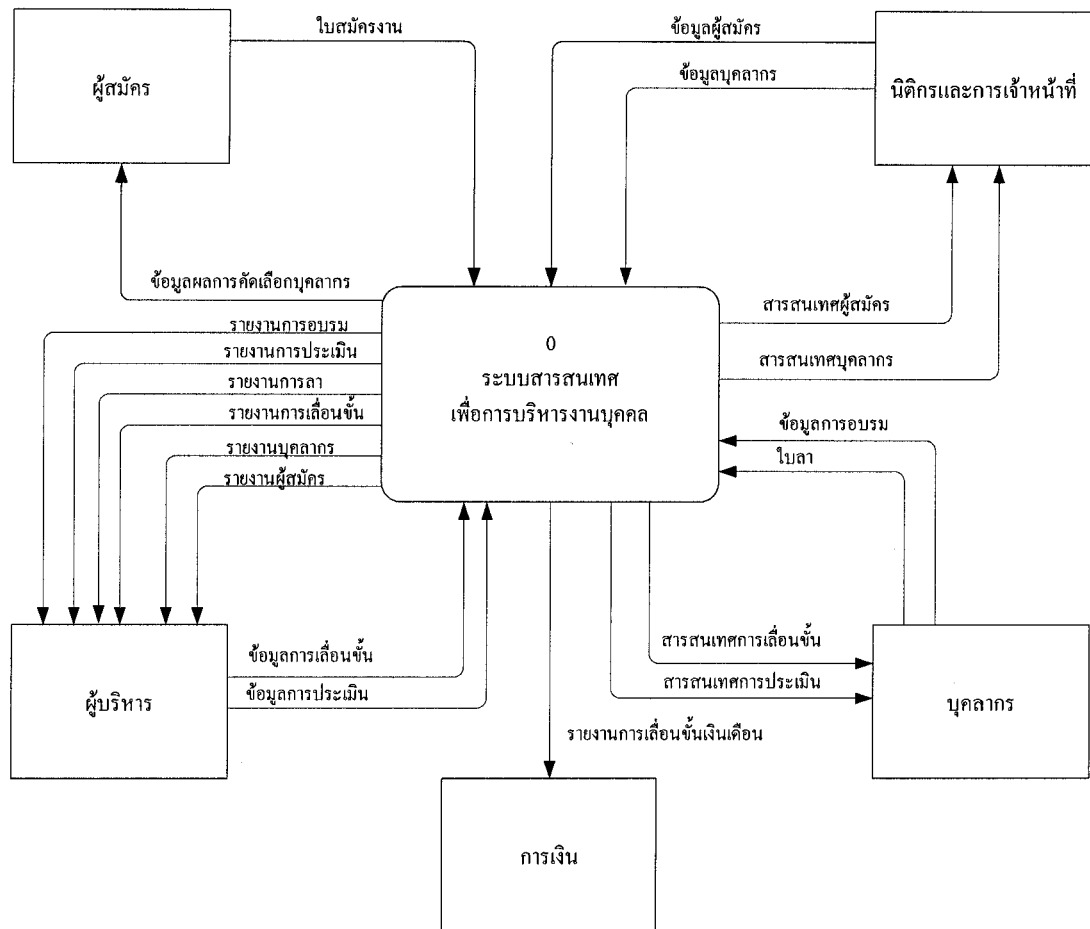 ใบสมัครงาน
ข้อมูลผู้สมัคร
ผู้สมัคร
ข้อมูลบุคลากร
นิติกรและการเจ้าหน้าที่
ข้อมูลผลการคัดเลือกบุคลากร
สารสนเทศผู้สมัคร
รายงานการอบรม
0
รายงานการประเมิน
สารสนเทศบุคลากร
ระบบสารสนเทศ
รายงานการลา
เพื่อการบริหารงานบุคคล
รายงานการเลื่อนขั้น
ข้อมูลการอบรม
รายงานบุคลากร
ใบลา
รายงานผู้สมัคร
ข้อมูลการเลื่อนขั้น
สารสนเทศการเลื่อนขั้น
สารสนเทศการประเมิน
ข้อมูลการประเมิน
ผู้บริหาร
บุคลากร
รายงานการเลื่อนขั้นเงินเดือน
การเงิน